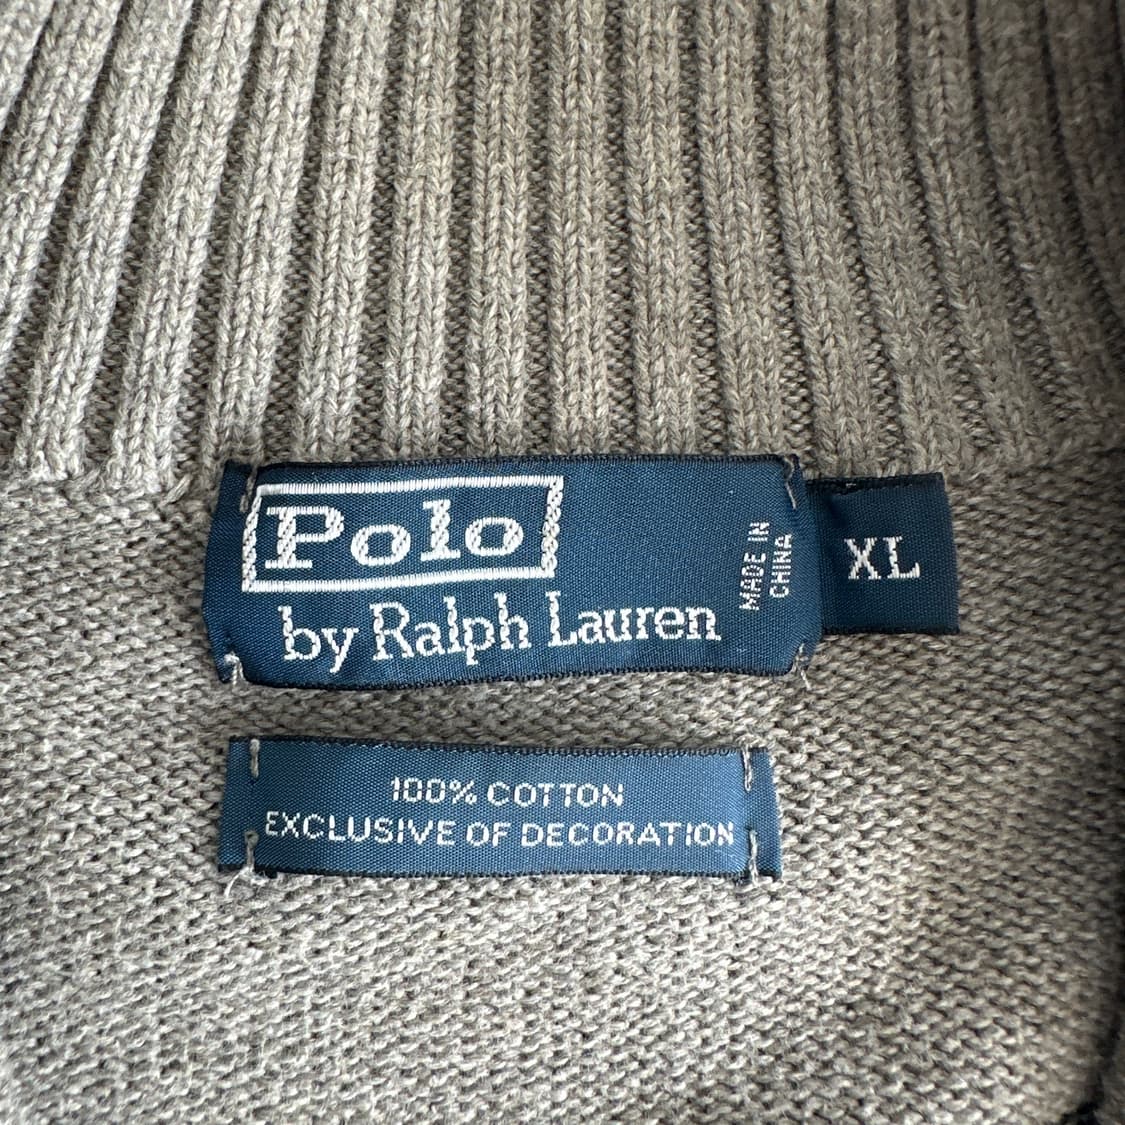 Polo
by Ralph Lauren
MADE IN
CHINA
XL
100% COTTON
EXCLUSIVE OF DECORATION